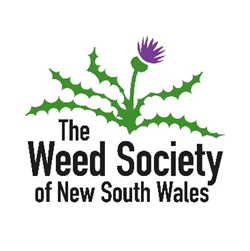 The
Weed Society
of New South Wales